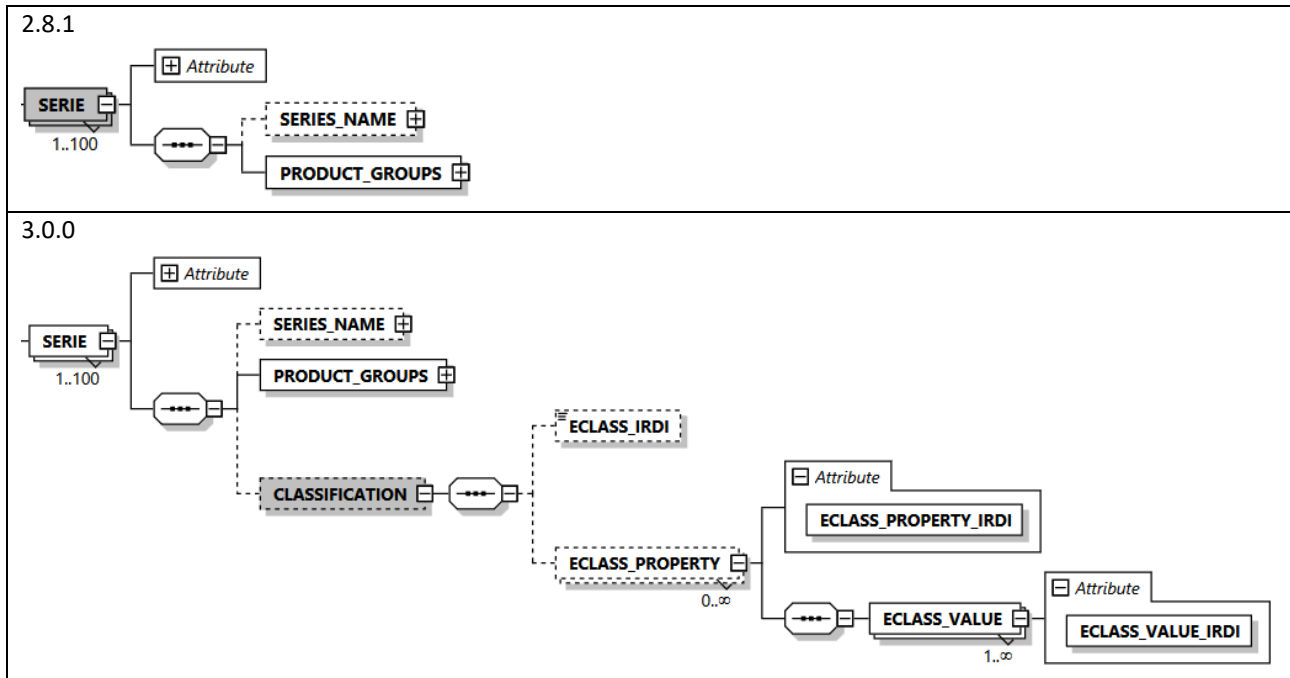 2.8.1
Attribute
SERIE
1..100
SERIES_NAME
PRODUCT_GROUPS
3.0.0
Attribute
SERIE
1..100
SERIES_NAME
PRODUCT_GROUPS
CLASSIFICATION
ECLASS_IRDI
ECLASS_PROPERTY
0..∞
Attribute
ECLASS_PROPERTY_IRDI
ECLASS_VALUE
1..∞
Attribute
ECLASS_VALUE_IRDI